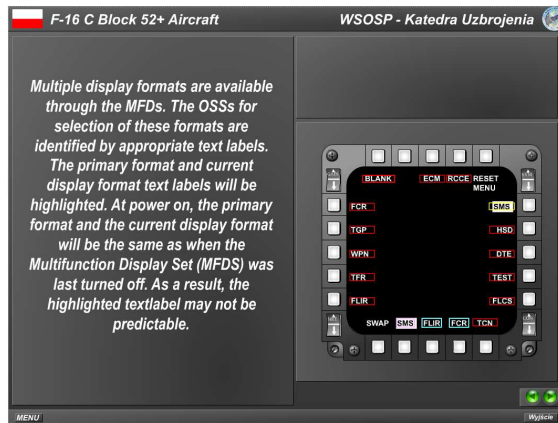 F-16 C Block 52+ Aircraft
WSOSP - Katedra Uzbrojenia
Multiple display formats are available
through the MFDs. The OSSs for
selection of these formats are
identified by appropriate text labels.
The primary format and current
display format text labels will be
highlighted. At power on, the primary
format and the current display format
will be the same as when the
Multifunction Display Set (MFDS) was
last turned off. As a result, the
highlighted textlabel may not be
predictable.
BLANK ECM RCCE RESET
MENU
FCR SMS
TGP HSD
WPN DTE
TFR TEST
FLIR FLCS
SWAP SMS FLIR FCR TCN
MENU Wyjście